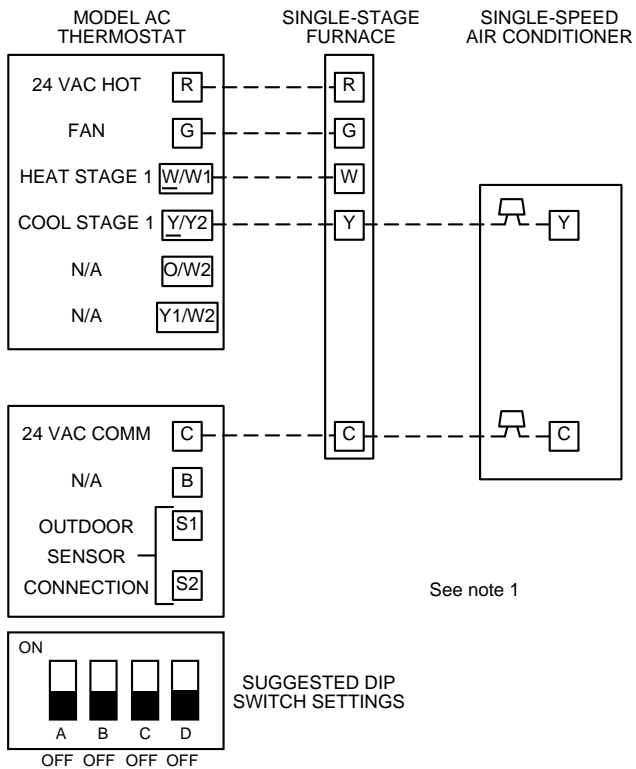 MODEL AC
THERMOSTAT
SINGLE-STAGE
FURNACE
SINGLE-SPEED
AIR CONDITIONER
24 VAC HOT R R
FAN G G
HEAT STAGE 1 W/W1 W
COOL STAGE 1 Y/Y2 Y Y
N/A O/W2
N/A Y1/W2
24 VAC COMM C C C
N/A B
OUTDOOR S1
SENSOR
CONNECTION S2
See note 1
ON
A B C D
OFF OFF OFF OFF
SUGGESTED DIP
SWITCH SETTINGS